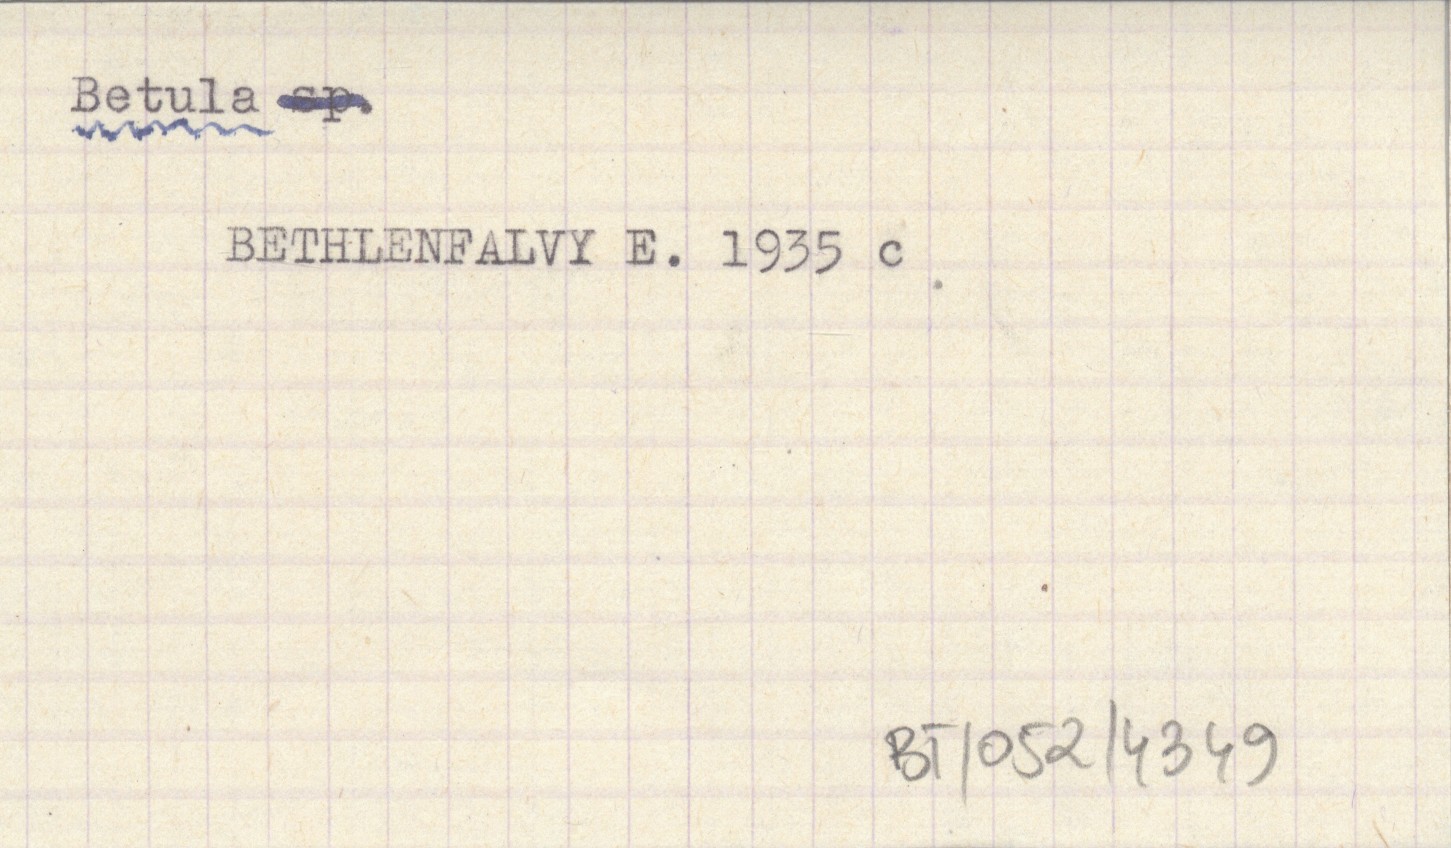 Betula sp.
BETHLENFALVY E. 1935 c
BT/052/4349